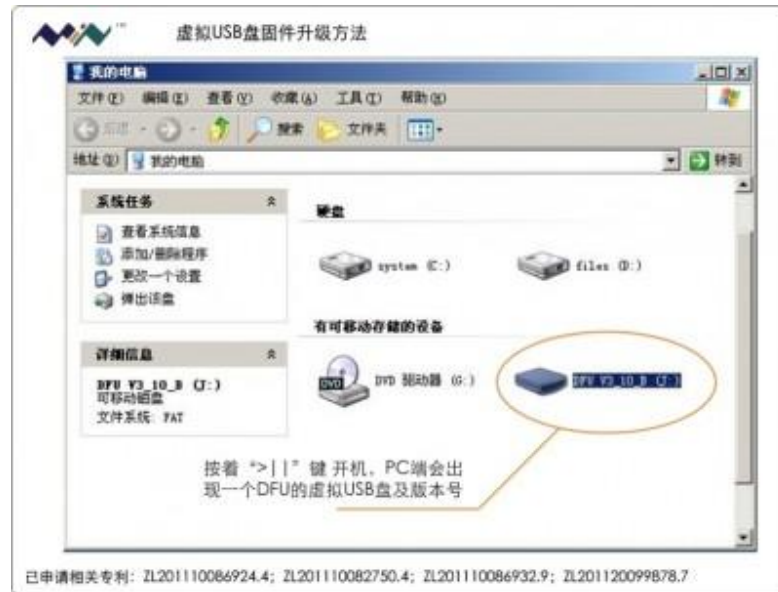 虚拟USB盘固件升级方法
我的电脑
文件(F) 编辑(E) 查看(V) 收藏(A) 工具(T) 帮助(H)
后退 搜索 文件夹
地址(D) 我的电脑 转到
系统任务
查看系统信息
添加/删除程序
更改一个设置
弹出该盘
硬盘
system (C:) files (D:)
有可移动存储的设备
DVD 驱动器 (G:) DFU V3_10_B (J:)
详细信息
DFU V3_10_B (J:)
可移动磁盘
文件系统: FAT
按着“>||”键 开机，PC端会出
现一个DFU的虚拟USB盘及版本号
已申请相关专利：ZL201110086924.4；ZL201110082750.4；ZL201110086932.9；ZL201120099878.7